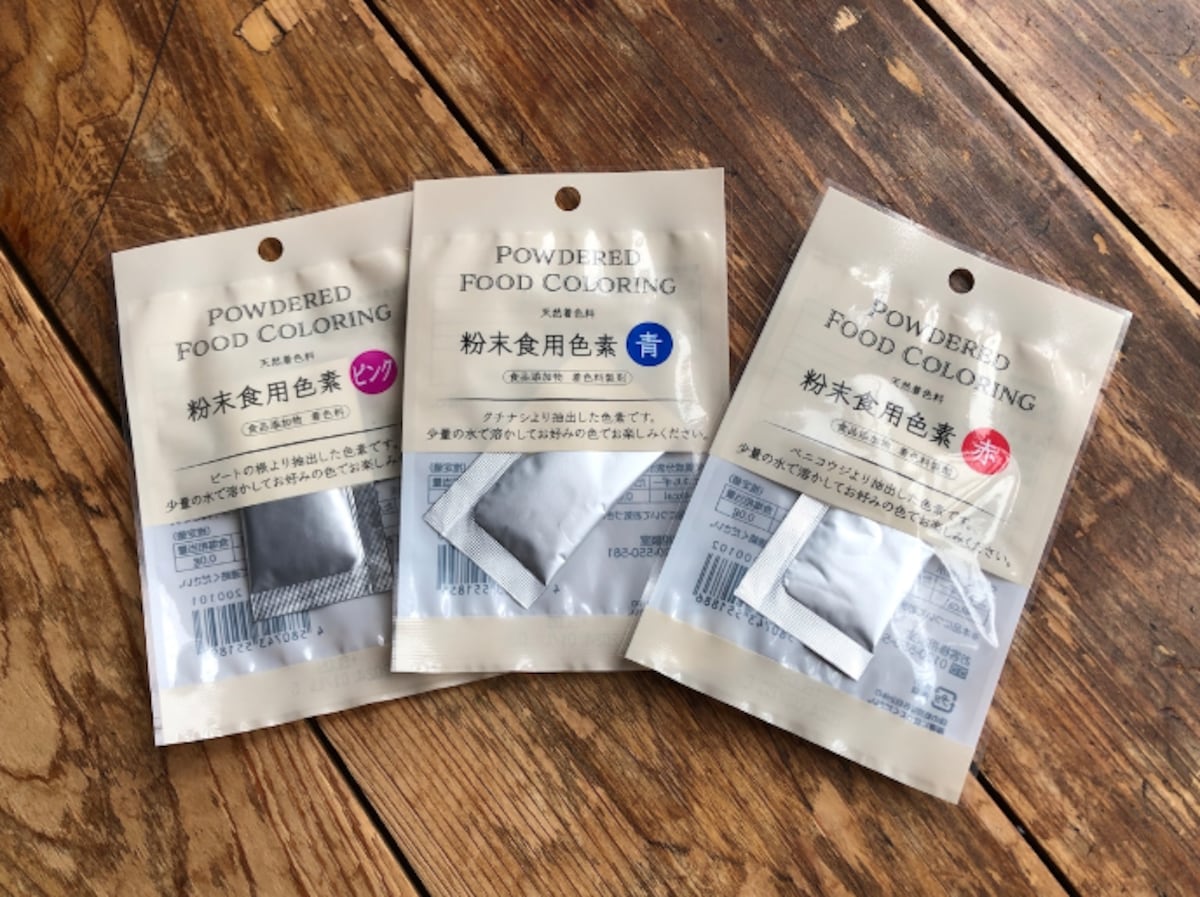 POWDERED
FOOD COLORING
天然着色料
粉末食用色素
ピンク
食品添加物 着色料
ビートの根より抽出した色素です。
少量の水で溶かしてお好みの色でお楽しみ
200101
4 580743 55186
POWDERED
FOOD COLORING
天然着色料
粉末食用色素
青
食品添加物 着色料製剤
クチナシより抽出した色素です。
少量の水で溶かしてお好みの色でお楽しみください。
POWDERED
FOOD COLORING
天然着色料
粉末食用色素
赤
食品添加物 着色料製剤
ベニコウジより抽出した色素です。
少量の水で溶かしてお好みの色でお楽しみください。
200102